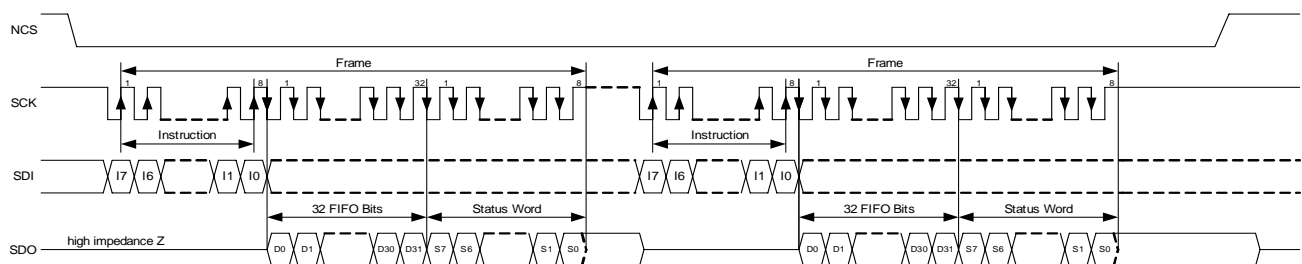 NCS
Frame Frame
1 8 1 32 1 8 1 8 1 32 1 8
SCK
Instruction Instruction
SDI I7 I6 I1 I0 I7 I6 I1 I0
32 FIFO Bits Status Word 32 FIFO Bits Status Word
high impedance Z
SDO D0 D1 D30 D31 S7 S6 S1 S0 D0 D1 D30 D31 S7 S6 S1 S0